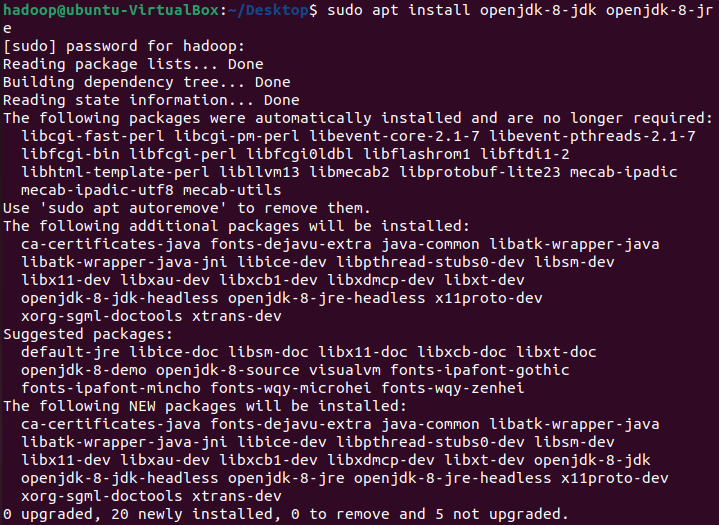 hadoop@ubuntu-VirtualBox:~/Desktop$ sudo apt install openjdk-8-jdk openjdk-8-jr
e
[sudo] password for hadoop:
Reading package lists... Done
Building dependency tree... Done
Reading state information... Done
The following packages were automatically installed and are no longer required:
  libcgi-fast-perl libcgi-pm-perl libevent-core-2.1-7 libevent-pthreads-2.1-7
  libfcgi-bin libfcgi-perl libfcgi0ldbl libflashrom1 libftdi1-2
  libhtml-template-perl libllvm13 libmecab2 libprotobuf-lite23 mecab-ipadic
  mecab-ipadic-utf8 mecab-utils
Use 'sudo apt autoremove' to remove them.
The following additional packages will be installed:
  ca-certificates-java fonts-dejavu-extra java-common libatk-wrapper-java
  libatk-wrapper-java-jni libice-dev libpthread-stubs0-dev libsm-dev
  libx11-dev libxau-dev libxcb1-dev libxdmcp-dev libxt-dev
  openjdk-8-jdk-headless openjdk-8-jre-headless x11proto-dev
  xorg-sgml-doctools xtrans-dev
Suggested packages:
  default-jre libice-doc libsm-doc libx11-doc libxcb-doc libxt-doc
  openjdk-8-demo openjdk-8-source visualvm fonts-ipafont-gothic
  fonts-ipafont-mincho fonts-wqy-microhei fonts-wqy-zenhei
The following NEW packages will be installed:
  ca-certificates-java fonts-dejavu-extra java-common libatk-wrapper-java
  libatk-wrapper-java-jni libice-dev libpthread-stubs0-dev libsm-dev
  libx11-dev libxau-dev libxcb1-dev libxdmcp-dev libxt-dev openjdk-8-jdk
  openjdk-8-jdk-headless openjdk-8-jre openjdk-8-jre-headless x11proto-dev
  xorg-sgml-doctools xtrans-dev
0 upgraded, 20 newly installed, 0 to remove and 5 not upgraded.